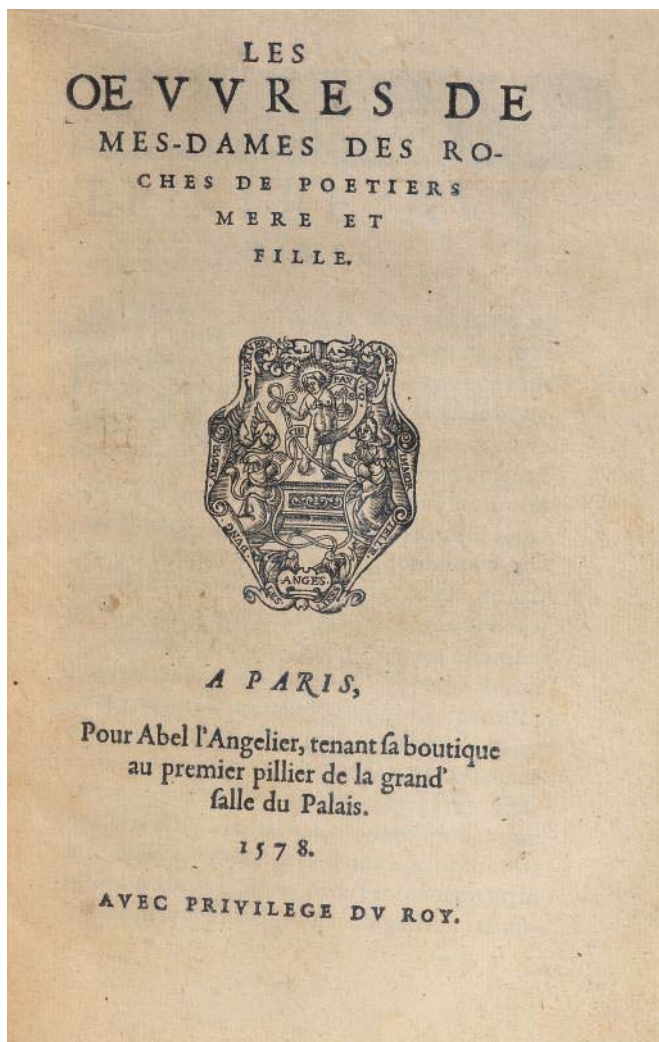 LES
OEVVRES DE
MES-DAMES DES RO-
CHES DE POETIERS
MERE ET
FILLE.
L A
PAX
ANGES.
A PARIS,
Pour Abel l'Angelier, tenant ſa boutique
au premier pillier de la grand'
ſalle du Palais.
1578.
AVEC PRIVILEGE DV ROY.